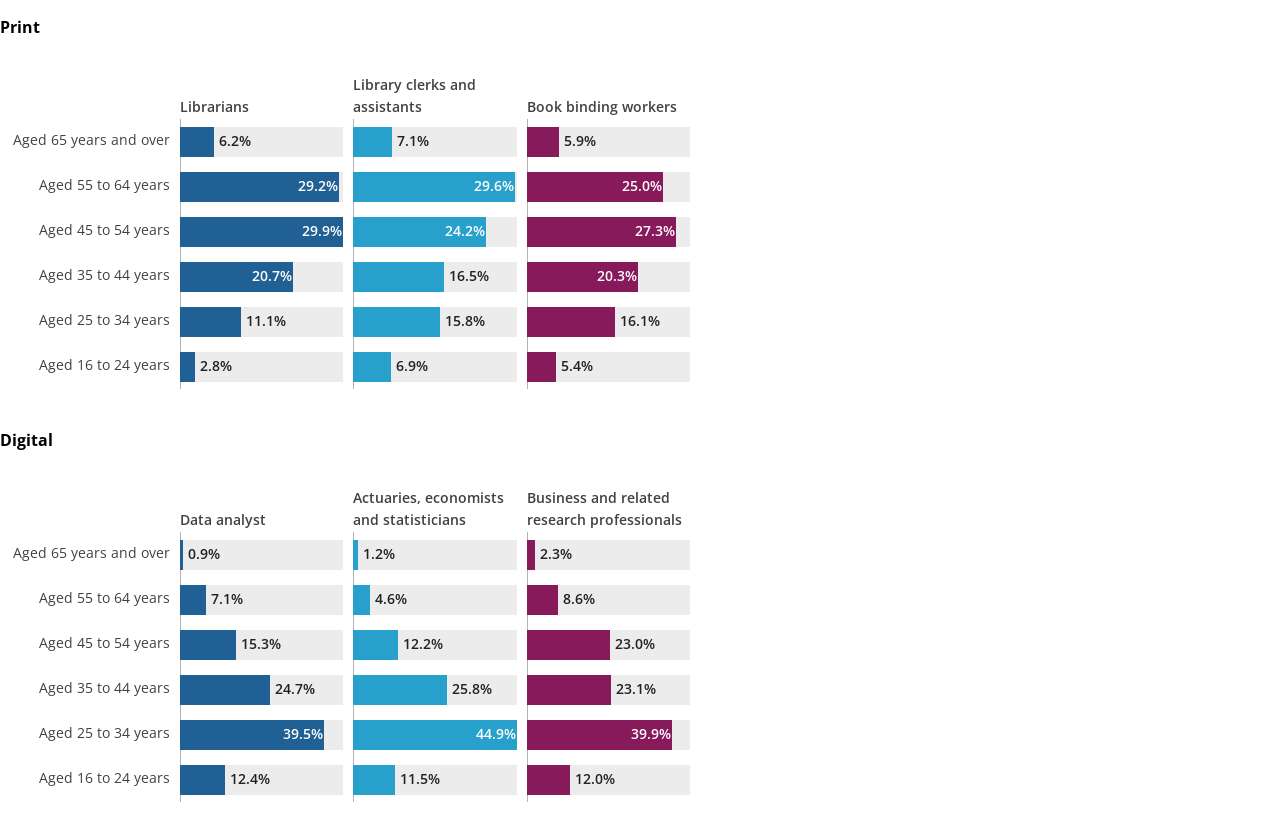 Print
Librarians
Library clerks and
assistants
Book binding workers
Aged 65 years and over 6.2% 7.1% 5.9%
Aged 55 to 64 years 29.2% 29.6% 25.0%
Aged 45 to 54 years 29.9% 24.2% 27.3%
Aged 35 to 44 years 20.7% 16.5% 20.3%
Aged 25 to 34 years 11.1% 15.8% 16.1%
Aged 16 to 24 years 2.8% 6.9% 5.4%
Digital
Data analyst
Actuaries, economists
and statisticians
Business and related
research professionals
Aged 65 years and over 0.9% 1.2% 2.3%
Aged 55 to 64 years 7.1% 4.6% 8.6%
Aged 45 to 54 years 15.3% 12.2% 23.0%
Aged 35 to 44 years 24.7% 25.8% 23.1%
Aged 25 to 34 years 39.5% 44.9% 39.9%
Aged 16 to 24 years 12.4% 11.5% 12.0%